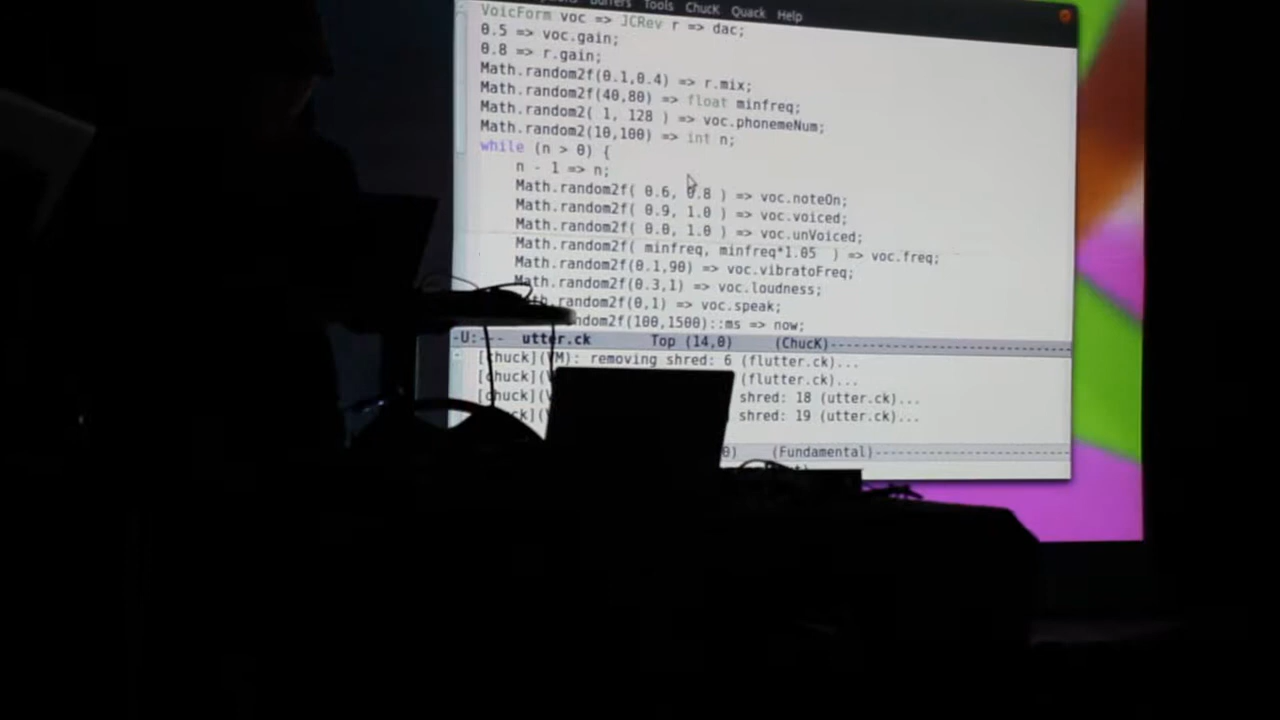 Buffers Tools ChucK Quack Help
VoicForm voc => JCRev r => dac;
0.5 => voc.gain;
0.8 => r.gain;
Math.random2f(0.1,0.4) => r.mix;
Math.random2f(40,80) => float minfreq;
Math.random2( 1, 128 ) => voc.phonemeNum;
Math.random2(10,100) => int n;
while (n > 0) {
n - 1 => n;
Math.random2f( 0.6, 0.8 ) => voc.noteOn;
Math.random2f( 0.9, 1.0 ) => voc.voiced;
Math.random2f( 0.0, 1.0 ) => voc.unVoiced;
Math.random2f( minfreq, minfreq*1.05 ) => voc.freq;
Math.random2f(0.1,90) => voc.vibratoFreq;
Math.random2f(0.3,1) => voc.loudness;
th.random2f(0,1) => voc.speak;
ndom2f(100,1500)::ms => now;
-U:--- utter.ck Top (14,0) (ChucK)
[chuck](VM): removing shred: 6 (flutter.ck)...
[chuck](V (flutter.ck)...
[chuck](V shred: 18 (utter.ck)...
[chuck](V shred: 19 (utter.ck)...
0) (Fundamental)